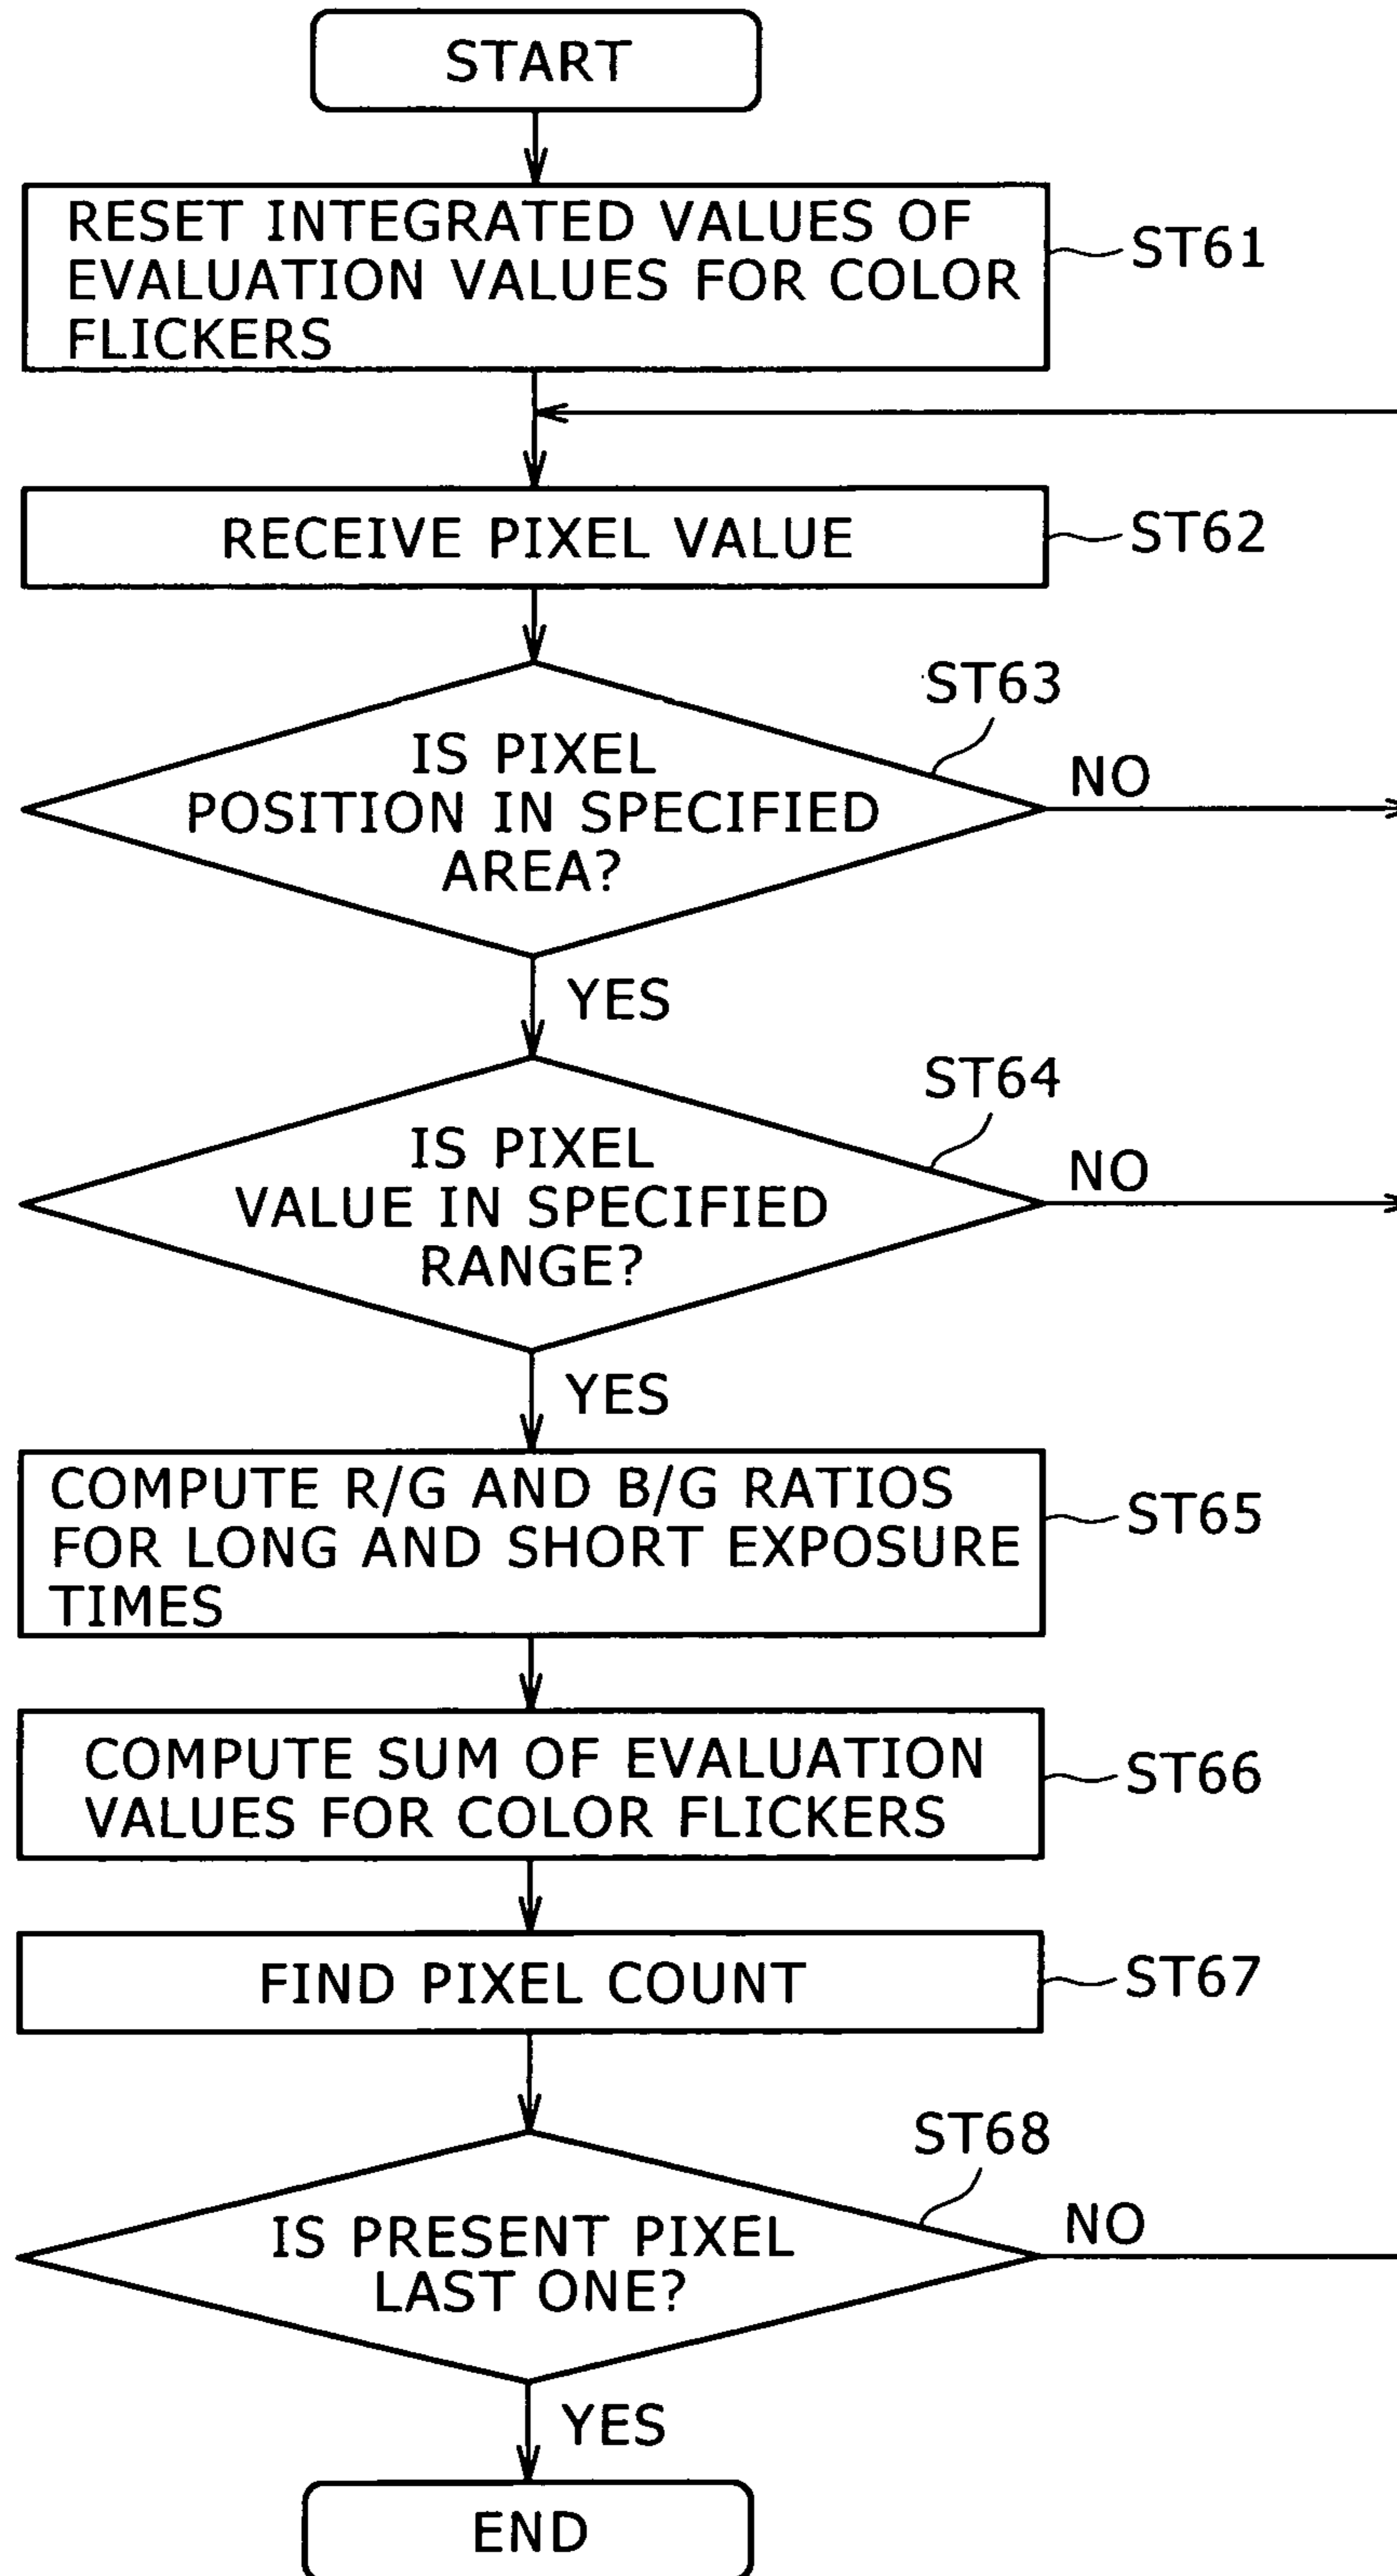 START
RESET INTEGRATED VALUES OF
EVALUATION VALUES FOR COLOR
FLICKERS
ST61
RECEIVE PIXEL VALUE
ST62
ST63
IS PIXEL
POSITION IN SPECIFIED
AREA?
NO
YES
ST64
IS PIXEL
VALUE IN SPECIFIED
RANGE?
NO
YES
COMPUTE R/G AND B/G RATIOS
FOR LONG AND SHORT EXPOSURE
TIMES
ST65
COMPUTE SUM OF EVALUATION
VALUES FOR COLOR FLICKERS
ST66
FIND PIXEL COUNT
ST67
ST68
IS PRESENT PIXEL
LAST ONE?
NO
YES
END